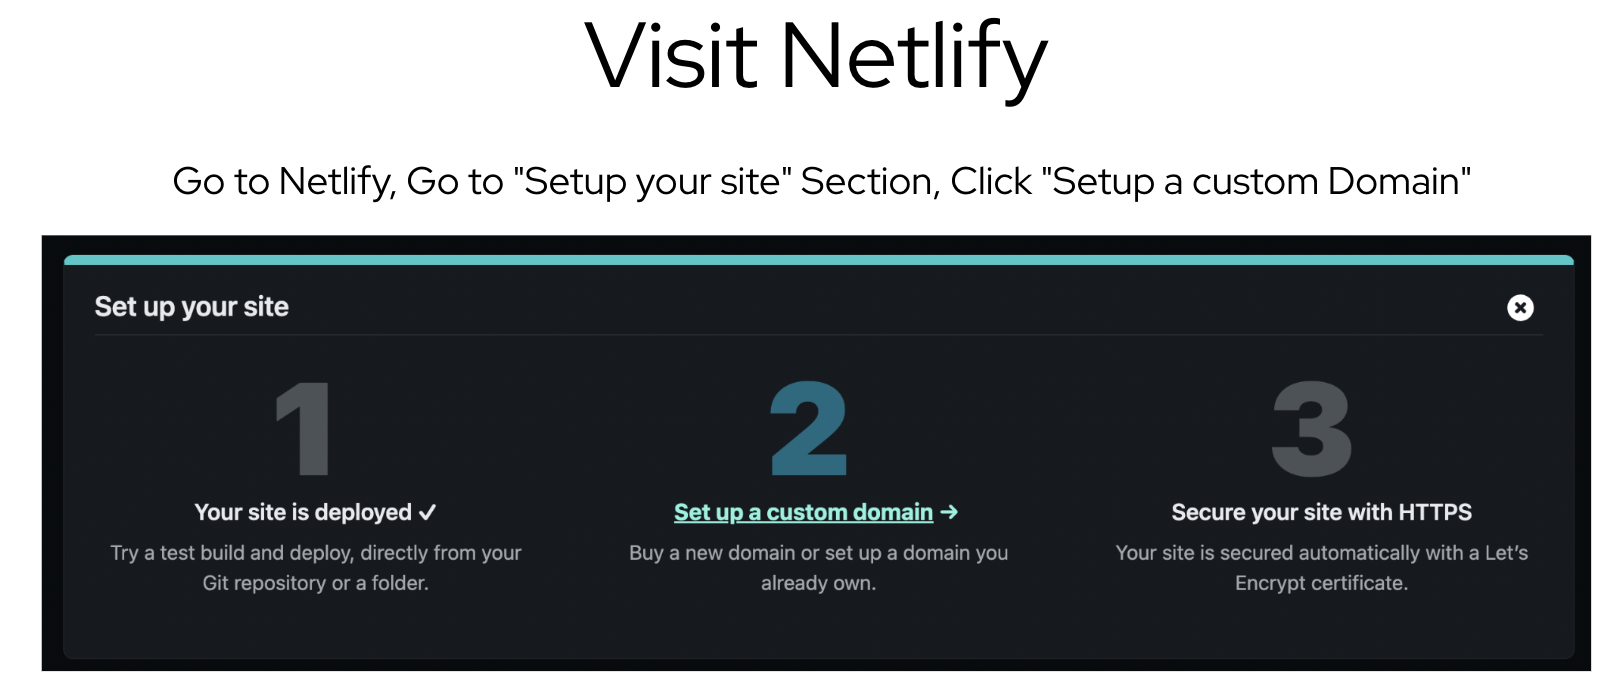 Visit Netlify
Go to Netlify, Go to "Setup your site" Section, Click "Setup a custom Domain"
Set up your site
1
Your site is deployed ✓
Try a test build and deploy, directly from your
Git repository or a folder.
2
Set up a custom domain →
Buy a new domain or set up a domain you
already own.
3
Secure your site with HTTPS
Your site is secured automatically with a Let’s
Encrypt certificate.